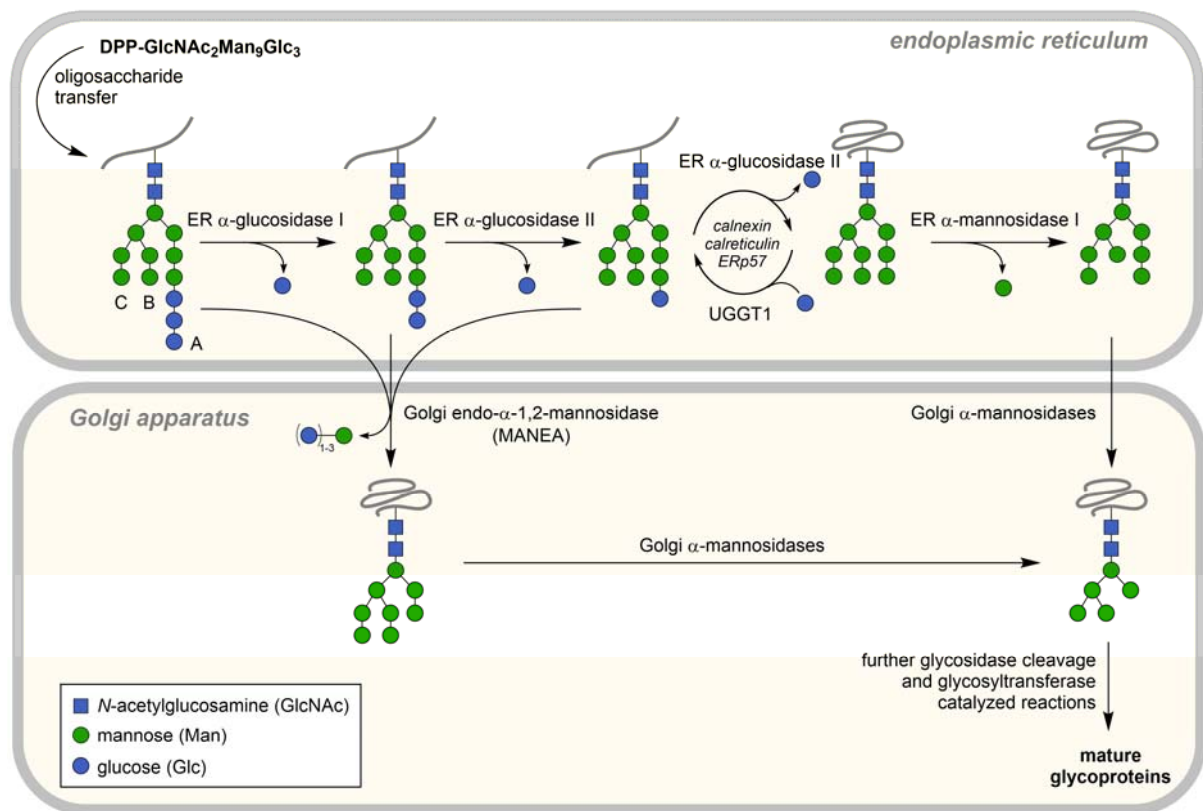 DPP-GlcNAc₂Man₉Glc₃
endoplasmic reticulum
oligosaccharide
transfer
ER α-glucosidase I
ER α-glucosidase II
ER α-glucosidase II
calnexin
calreticulin
ERp57
UGGT1
ER α-mannosidase I
C
B
A
Golgi apparatus
Golgi endo-α-1,2-mannosidase
(MANEA)
( )
1-3
Golgi α-mannosidases
Golgi α-mannosidases
further glycosidase cleavage
and glycosyltransferase
catalyzed reactions
mature
glycoproteins
N-acetylglucosamine (GlcNAc)
mannose (Man)
glucose (Glc)